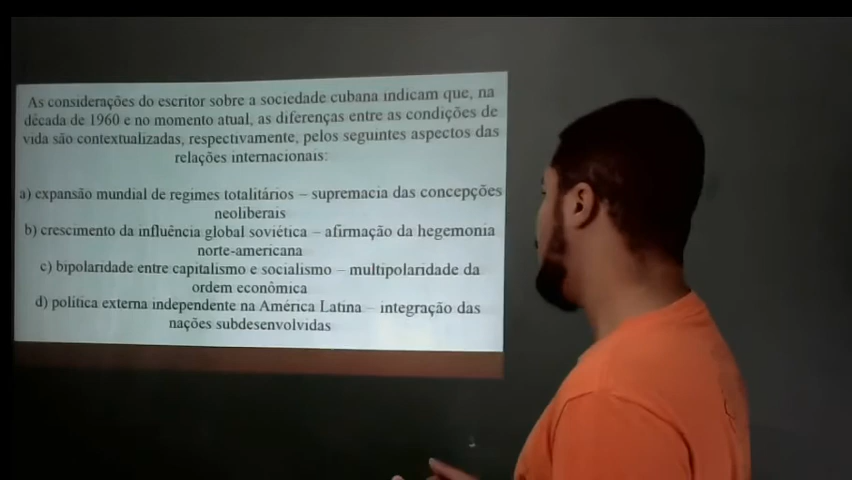 As considerações do escritor sobre a sociedade cubana indicam que, na
década de 1960 e no momento atual, as diferenças entre as condições de
vida são contextualizadas, respectivamente, pelos seguintes aspectos das
relações internacionais:
a) expansão mundial de regimes totalitários – supremacia das concepções
neoliberais
b) crescimento da influência global soviética – afirmação da hegemonia
norte-americana
c) bipolaridade entre capitalismo e socialismo – multipolaridade da
ordem econômica
d) política externa independente na América Latina – integração das
nações subdesenvolvidas